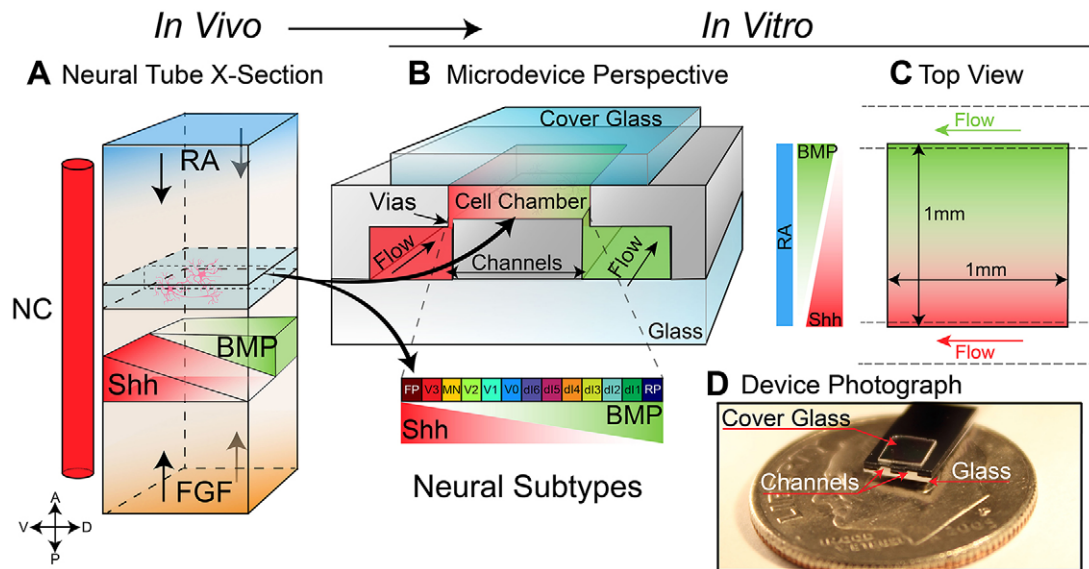 In Vivo
In Vitro
A Neural Tube X-Section
RA
NC
BMP
Shh
FGF
A
V D
P
B Microdevice Perspective
Cover Glass
Vias
Cell Chamber
Flow
Channels
Flow
Glass
FP V3 MN V2 V1 V0 dI6 dI5 dI4 dI3 dI2 dI1 RP
Shh
BMP
Neural Subtypes
C Top View
Flow
BMP
RA
Shh
1mm
1mm
Flow
D Device Photograph
Cover Glass
Channels
Glass